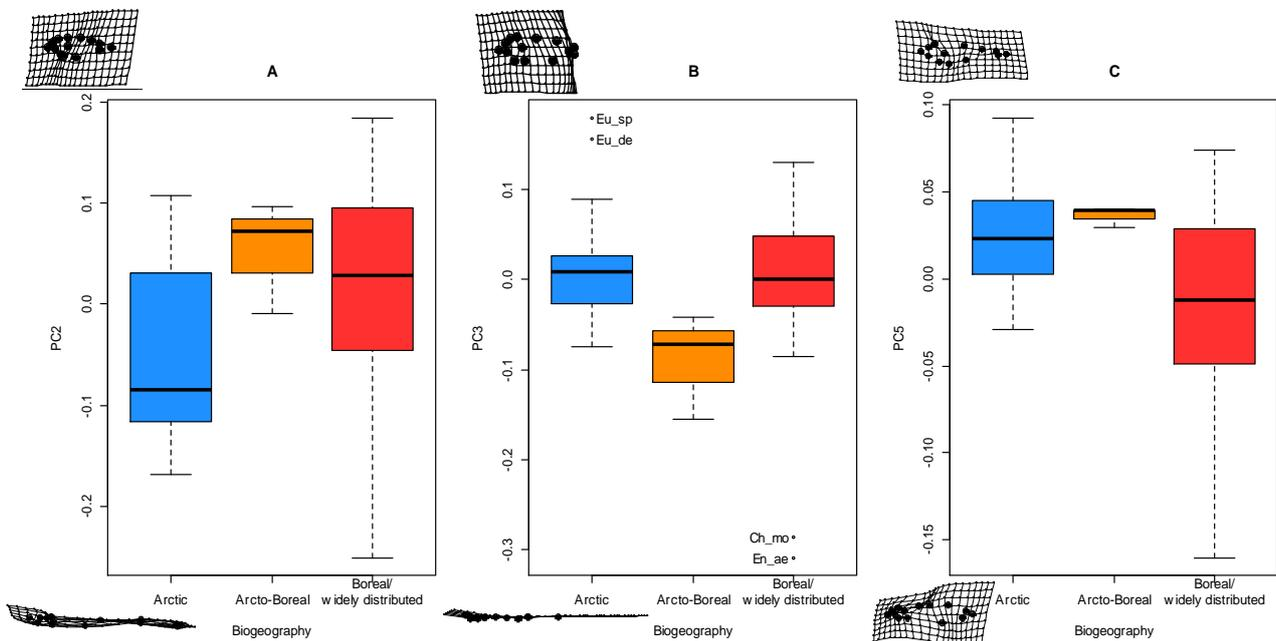 A
B
C
PC2
0.2
0.1
0.0
-0.1
-0.2
Arctic
Arcto-Boreal
Boreal/
widely distributed
Biogeography
PC3
0.1
0.0
-0.1
-0.2
-0.3
Eu_sp
Eu_de
Ch_mo
En_ae
Arctic
Arcto-Boreal
Boreal/
widely distributed
Biogeography
PC5
0.10
0.05
0.00
-0.05
-0.10
-0.15
Arctic
Arcto-Boreal
Boreal/
widely distributed
Biogeography